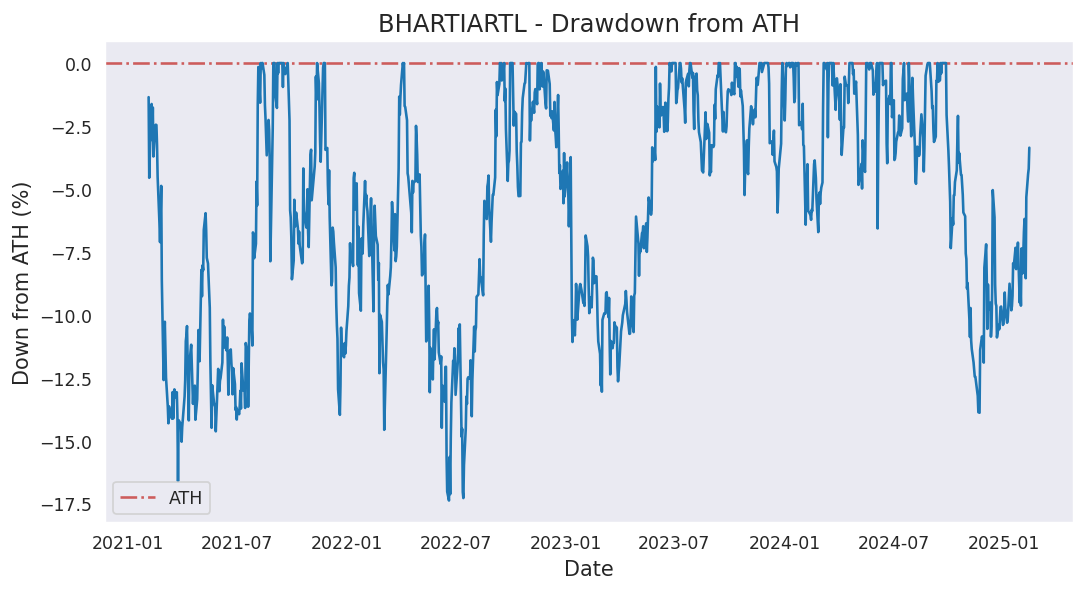 BHARTIARTL - Drawdown from ATH
Down from ATH (%)
0.0
−2.5
−5.0
−7.5
−10.0
−12.5
−15.0
−17.5
ATH
2021-01 2021-07 2022-01 2022-07 2023-01 2023-07 2024-01 2024-07 2025-01
Date